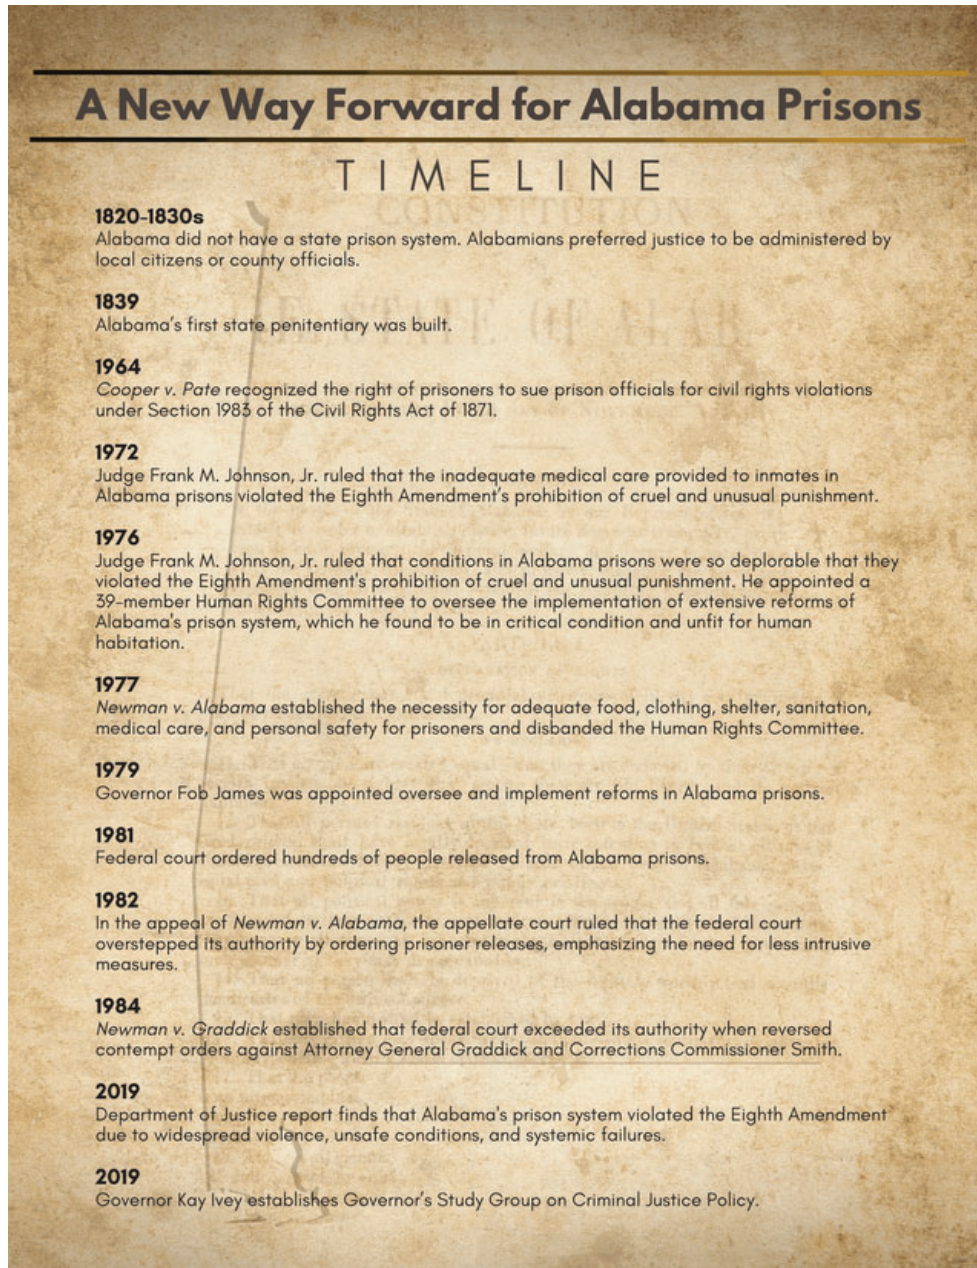 A New Way Forward for Alabama Prisons
TIMELINE
1820-1830s
Alabama did not have a state prison system. Alabamians preferred justice to be administered by
local citizens or county officials.
1839
Alabama's first state penitentiary was built.
1964
Cooper v. Pate recognized the right of prisoners to sue prison officials for civil rights violations
under Section 1983 of the Civil Rights Act of 1871.
1972
Judge Frank M. Johnson, Jr. ruled that the inadequate medical care provided to inmates in
Alabama prisons violated the Eighth Amendment's prohibition of cruel and unusual punishment.
1976
Judge Frank M. Johnson, Jr. ruled that conditions in Alabama prisons were so deplorable that they
violated the Eighth Amendment's prohibition of cruel and unusual punishment. He appointed a
39-member Human Rights Committee to oversee the implementation of extensive reforms of
Alabama's prison system, which he found to be in critical condition and unfit for human
habitation.
1977
Newman v. Alabama established the necessity for adequate food, clothing, shelter, sanitation,
medical care, and personal safety for prisoners and disbanded the Human Rights Committee.
1979
Governor Fob James was appointed oversee and implement reforms in Alabama prisons.
1981
Federal court ordered hundreds of people released from Alabama prisons.
1982
In the appeal of Newman v. Alabama, the appellate court ruled that the federal court
overstepped its authority by ordering prisoner releases, emphasizing the need for less intrusive
measures.
1984
Newman v. Graddick established that federal court exceeded its authority when reversed
contempt orders against Attorney General Graddick and Corrections Commissioner Smith.
2019
Department of Justice report finds that Alabama's prison system violated the Eighth Amendment
due to widespread violence, unsafe conditions, and systemic failures.
2019
Governor Kay Ivey establishes Governor's Study Group on Criminal Justice Policy.